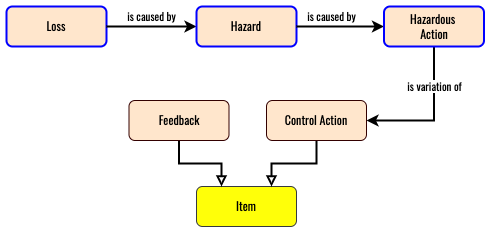 Loss
is caused by
Hazard
is caused by
Hazardous
Action
is variation of
Feedback
Control Action
Item